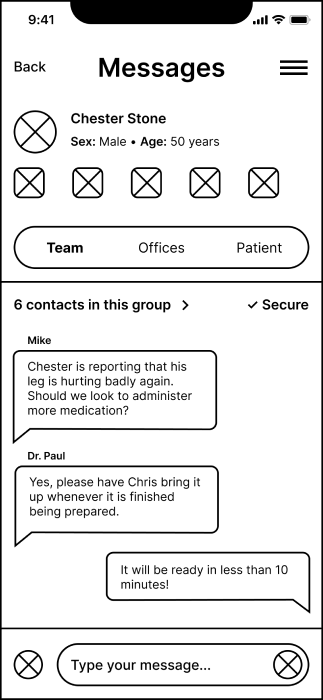 9:41
Back
Messages
Chester Stone
Sex: Male • Age: 50 years
Team
Offices
Patient
6 contacts in this group
Secure
Mike
Chester is reporting that his
leg is hurting badly again.
Should we look to administer
more medication?
Dr. Paul
Yes, please have Chris bring it
up whenever it is finished
being prepared.
It will be ready in less than 10
minutes!
Type your message...